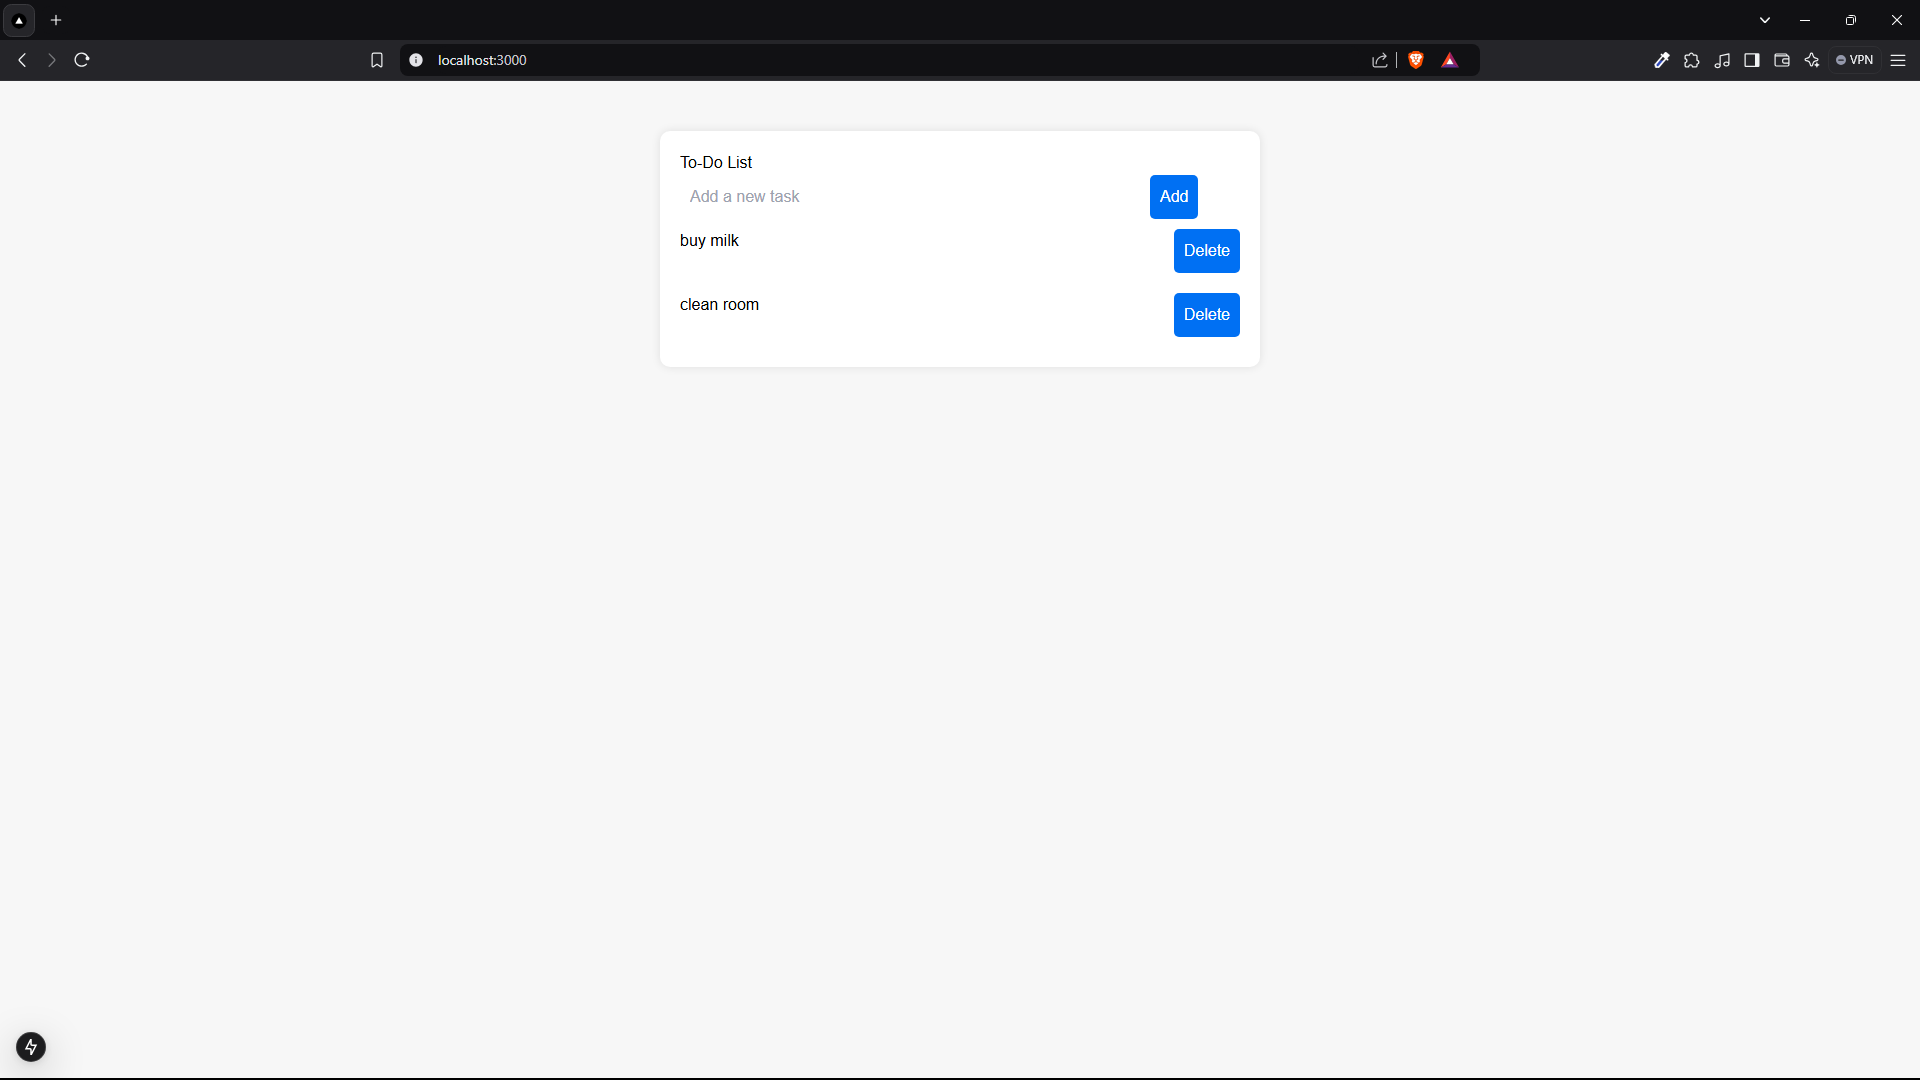 localhost:3000
VPN
To-Do List
Add a new task
Add
buy milk
Delete
clean room
Delete